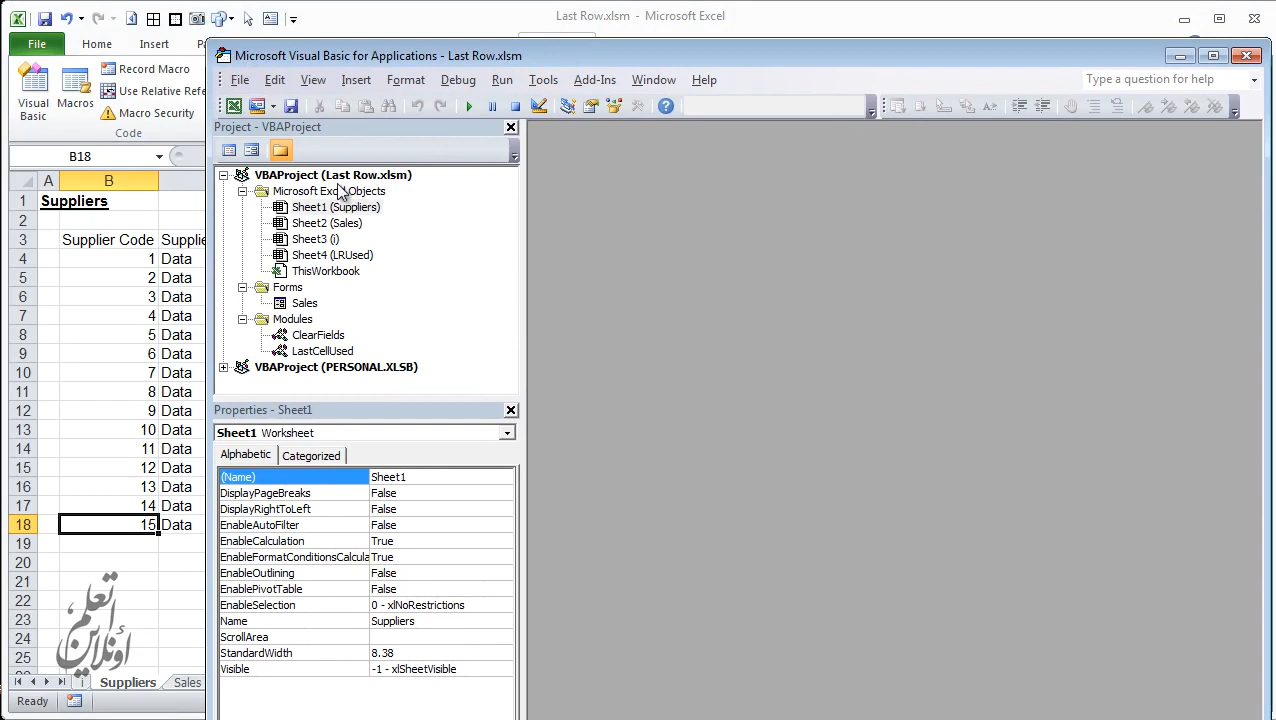 Last Row.xlsm - Microsoft Excel
File
Home
Insert
Visual Basic
Macros
Record Macro
Use Relative Refe
Macro Security
Code
B18
A
B
1 Suppliers
2
3 Supplier Code Supplie
4 1 Data
5 2 Data
6 3 Data
7 4 Data
8 5 Data
9 6 Data
10 7 Data
11 8 Data
12 9 Data
13 10 Data
14 11 Data
15 12 Data
16 13 Data
17 14 Data
18 15 Data
19
20
21
22
23
24
25
أتعلم
أونلاين
i Suppliers Sales
Ready
Microsoft Visual Basic for Applications - Last Row.xlsm
File Edit View Insert Format Debug Run Tools Add-Ins Window Help
Type a question for help
Project - VBAProject
VBAProject (Last Row.xlsm)
Microsoft Excel Objects
Sheet1 (Suppliers)
Sheet2 (Sales)
Sheet3 (i)
Sheet4 (LRUsed)
ThisWorkbook
Forms
Sales
Modules
ClearFields
LastCellUsed
VBAProject (PERSONAL.XLSB)
Properties - Sheet1
Sheet1 Worksheet
Alphabetic Categorized
(Name) Sheet1
DisplayPageBreaks False
DisplayRightToLeft False
EnableAutoFilter False
EnableCalculation True
EnableFormatConditionsCalcula True
EnableOutlining False
EnablePivotTable False
EnableSelection 0 - xlNoRestrictions
Name Suppliers
ScrollArea
StandardWidth 8.38
Visible -1 - xlSheetVisible